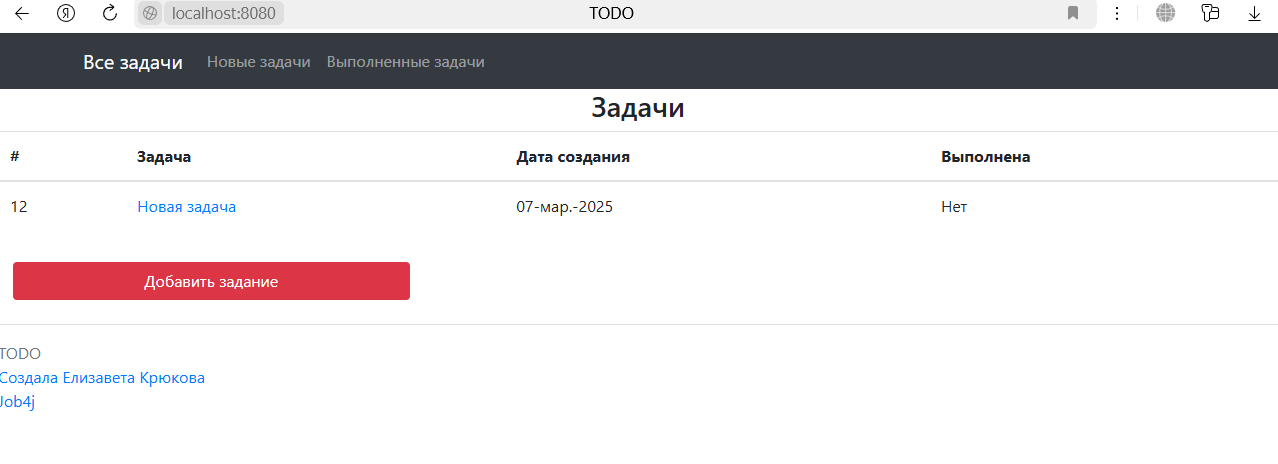 localhost:8080 TODO
Все задачи Новые задачи Выполненные задачи
Задачи
# Задача Дата создания Выполнена
12 Новая задача 07-мар.-2025 Нет
Добавить задание
TODO
Создала Елизавета Крюкова
Job4j